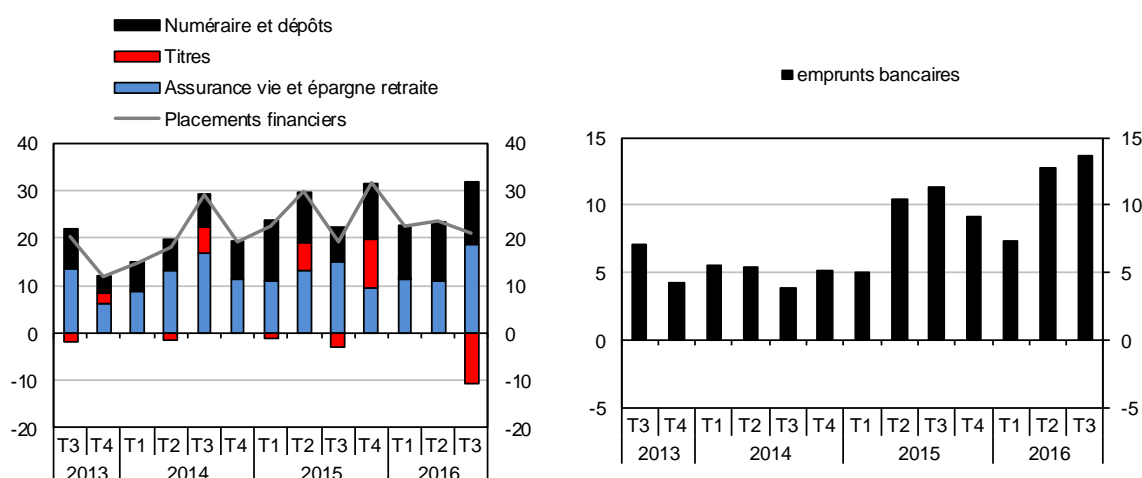 Numéraire et dépôts
Titres
Assurance vie et épargne retraite
Placements financiers
40
30
20
10
0
-10
-20
40
30
20
10
0
-10
-20
T3 T4 T1 T2 T3 T4 T1 T2 T3 T4 T1 T2 T3
2013 2014 2015 2016
emprunts bancaires
15
10
5
0
-5
15
10
5
0
-5
T3 T4 T1 T2 T3 T4 T1 T2 T3 T4 T1 T2 T3
2013 2014 2015 2016